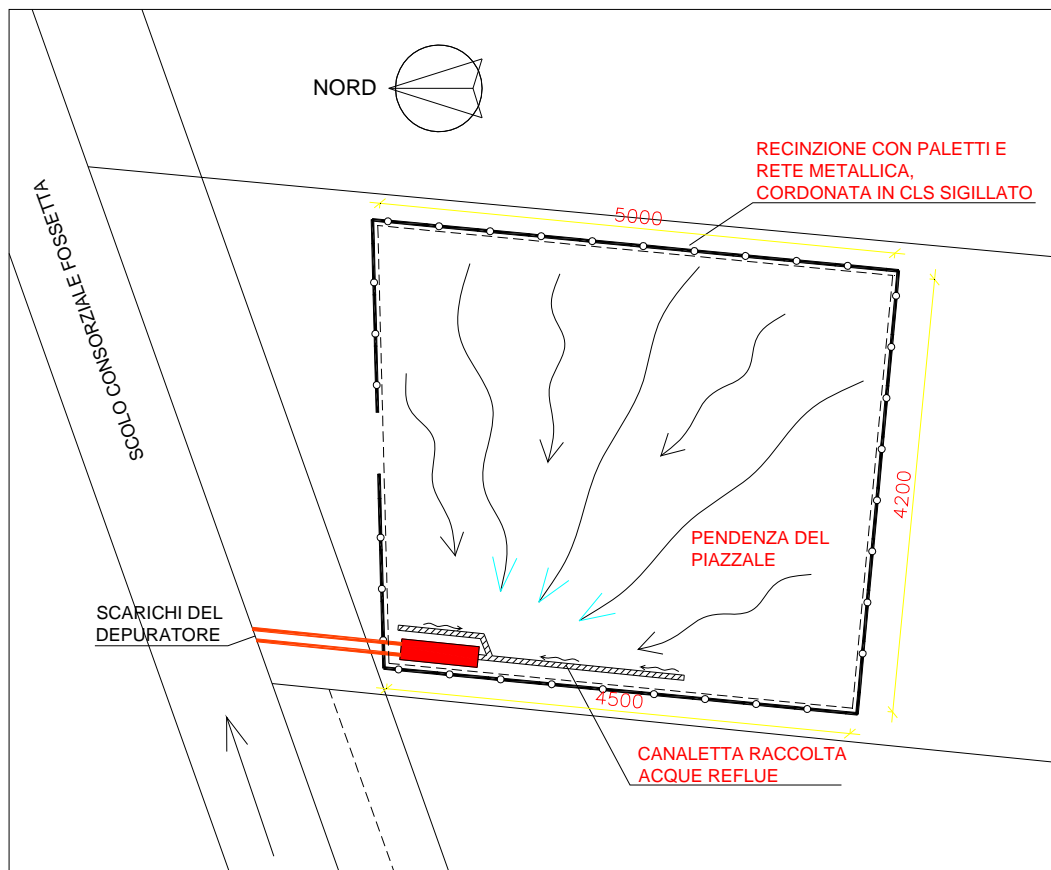 NORD
RECINZIONE CON PALETTI E
RETE METALLICA,
CORDONATA IN CLS SIGILLATO
5000
SCOLO CONSORZIALE FOSSETTA
4200
PENDENZA DEL
PIAZZALE
SCARICHI DEL
DEPURATORE
4500
CANALETTA RACCOLTA
ACQUE REFLUE